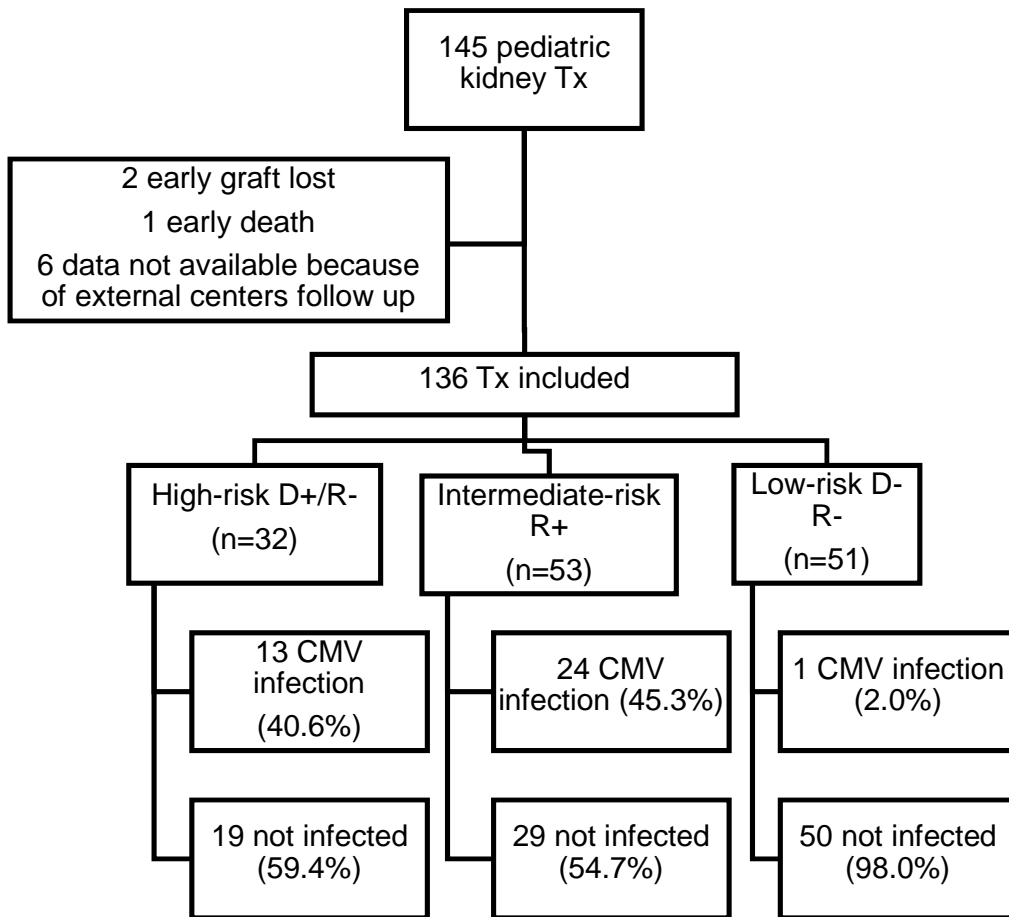 145 pediatric
kidney Tx
2 early graft lost
1 early death
6 data not available because
of external centers follow up
136 Tx included
High-risk D+/R-
(n=32)
Intermediate-risk
R+
(n=53)
Low-risk D-
R-
(n=51)
13 CMV
infection
(40.6%)
24 CMV
infection (45.3%)
1 CMV infection
(2.0%)
19 not infected
(59.4%)
29 not infected
(54.7%)
50 not infected
(98.0%)